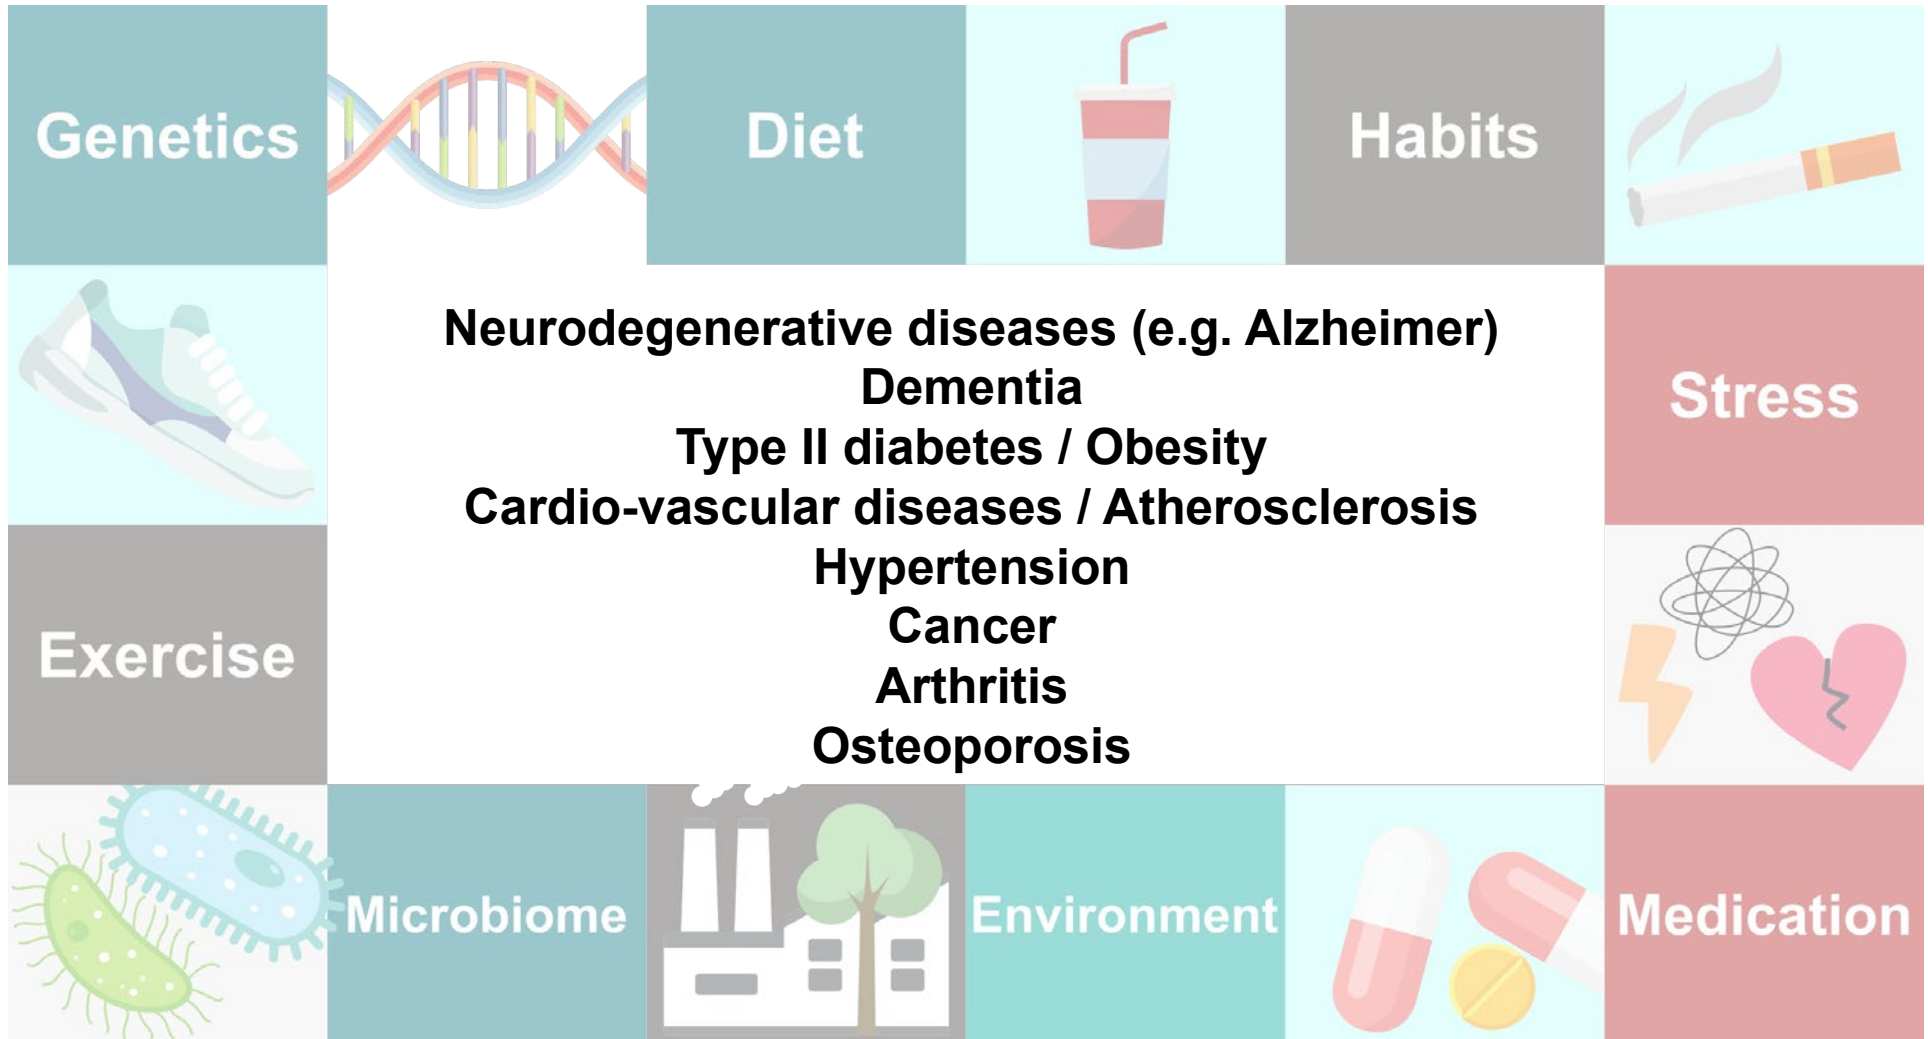 Genetics
Diet
Habits
Neurodegenerative diseases (e.g. Alzheimer)
Dementia
Type II diabetes / Obesity
Cardio-vascular diseases / Atherosclerosis
Hypertension
Cancer
Arthritis
Osteoporosis
Stress
Exercise
Microbiome
Environment
Medication